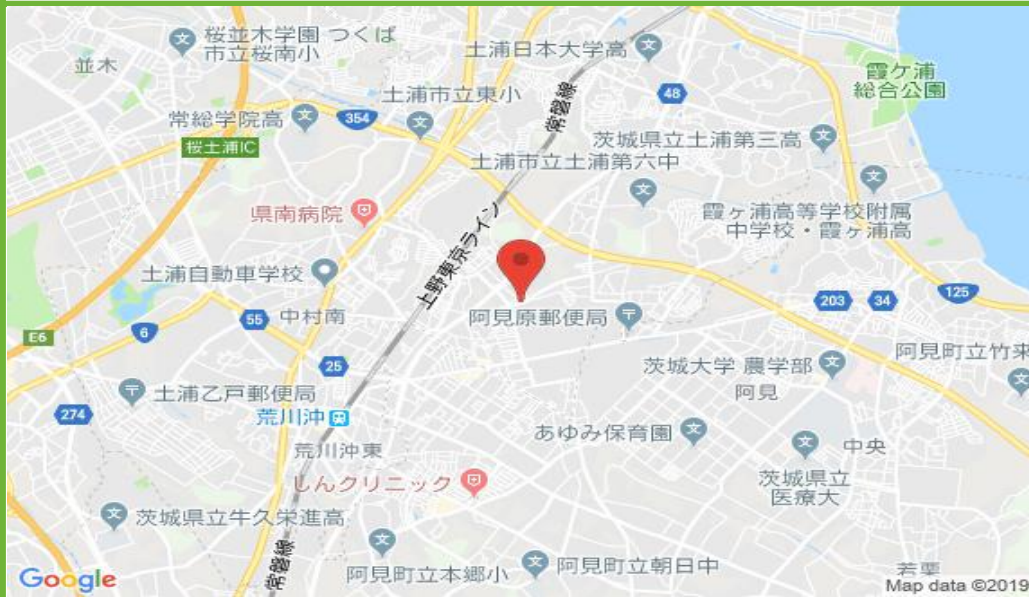 桜並木学園 つくば
市立桜南小
並木
土浦日本大学高
霞ケ浦
総合公園
48
土浦市立東小
常磐線
常総学院高
354
茨城県立土浦第三高
桜土浦IC
土浦市立土浦第六中
県南病院
霞ヶ浦高等学校附属
中学校・霞ヶ浦高
上野東京ライン
土浦自動車学校
203
34
125
阿見原郵便局
55
中村南
6
E6
25
茨城大学 農学部
阿見町立竹来
土浦乙戸郵便局
阿見
274
荒川沖
あゆみ保育園
中央
荒川沖東
しんクリニック
茨城県立
医療大
茨城県立牛久栄進高
常磐線
阿見町立本郷小
阿見町立朝日中
若栗
Google
Map data ©2019